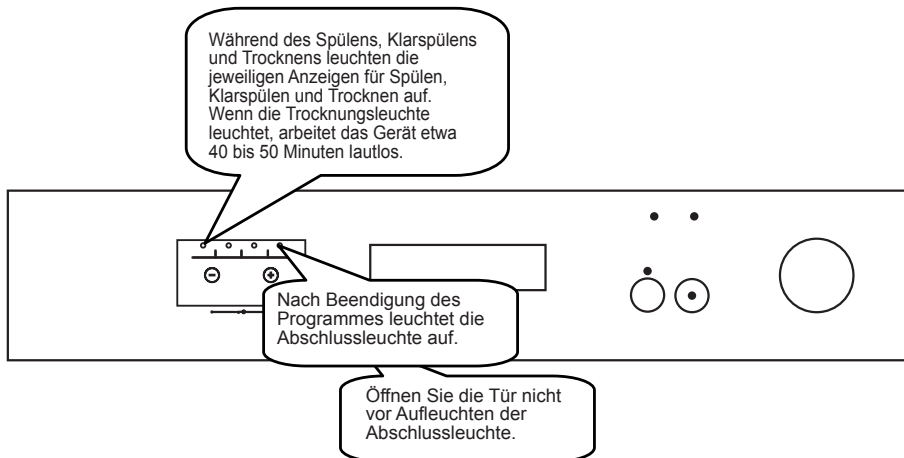 Während des Spülens, Klarspülens
und Trocknens leuchten die
jeweiligen Anzeigen für Spülen,
Klarspülen und Trocknen auf.
Wenn die Trocknungsleuchte
leuchtet, arbeitet das Gerät etwa
40 bis 50 Minuten lautlos.
Nach Beendigung des
Programmes leuchtet die
Abschlussleuchte auf.
Öffnen Sie die Tür nicht
vor Aufleuchten der
Abschlussleuchte.